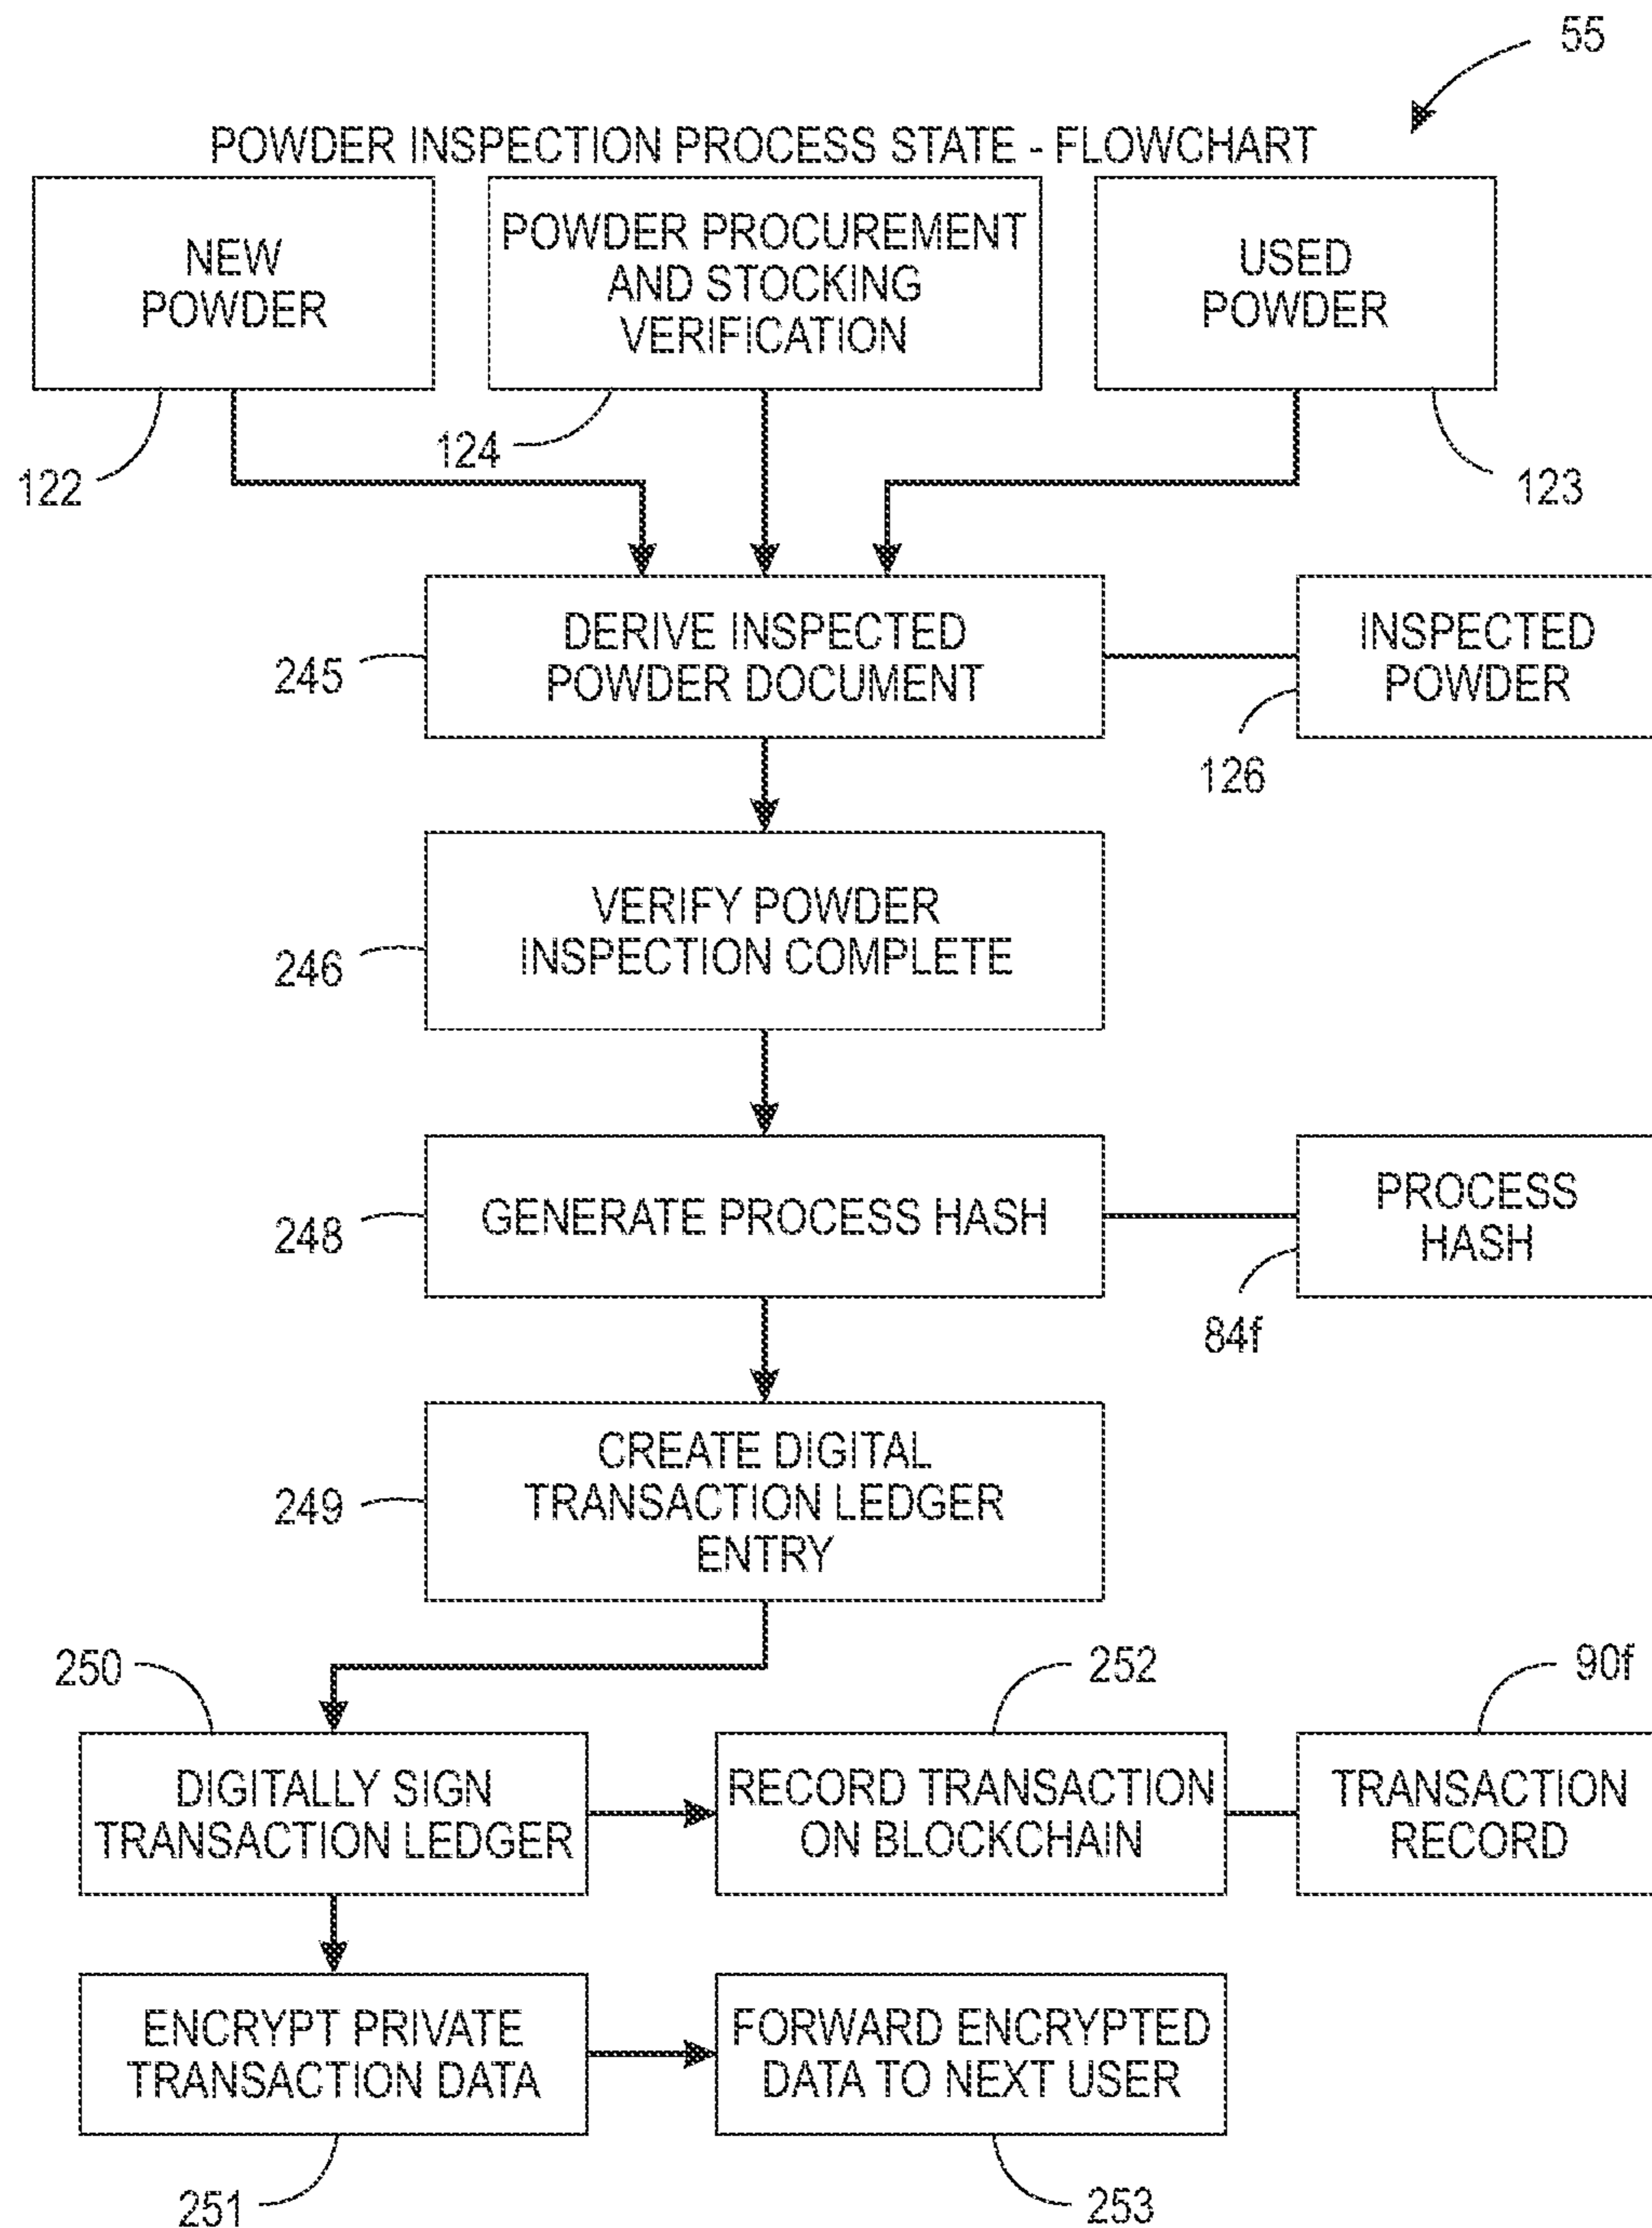 55
POWDER INSPECTION PROCESS STATE - FLOWCHART
NEW
POWDER
POWDER PROCUREMENT
AND STOCKING
VERIFICATION
USED
POWDER
122
124
123
DERIVE INSPECTED
POWDER DOCUMENT
245
INSPECTED
POWDER
126
VERIFY POWDER
INSPECTION COMPLETE
246
GENERATE PROCESS HASH
248
PROCESS
HASH
84f
CREATE DIGITAL
TRANSACTION LEDGER
ENTRY
249
250
252
90f
DIGITALLY SIGN
TRANSACTION LEDGER
RECORD TRANSACTION
ON BLOCKCHAIN
TRANSACTION
RECORD
ENCRYPT PRIVATE
TRANSACTION DATA
FORWARD ENCRYPTED
DATA TO NEXT USER
251
253